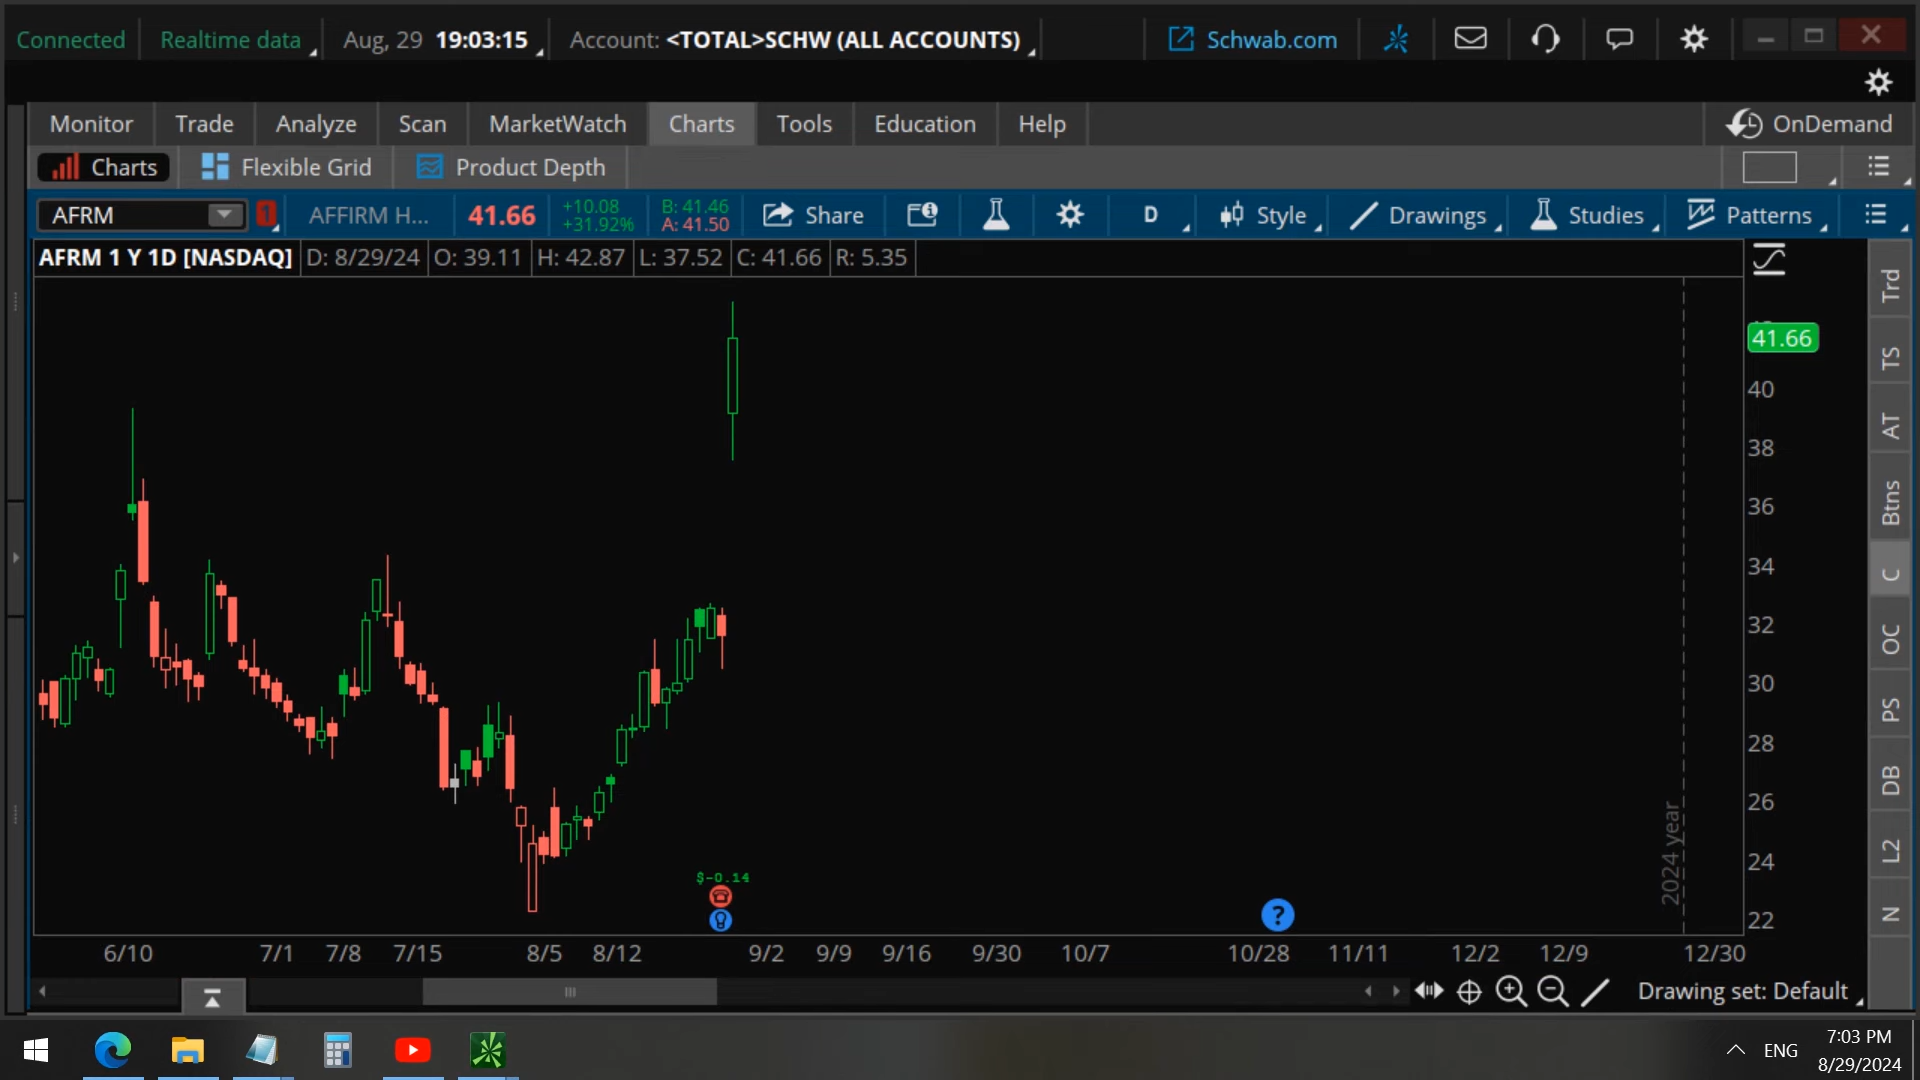 Connected
Realtime data
Aug, 29 19:03:15
Account: <TOTAL>SCHW (ALL ACCOUNTS)
Schwab.com
Monitor
Trade
Analyze
Scan
MarketWatch
Charts
Tools
Education
Help
OnDemand
Charts
Flexible Grid
Product Depth
AFRM
1
AFFIRM H...
41.66
+10.08
+31.92%
B: 41.46
A: 41.50
Share
D
Style
Drawings
Studies
Patterns
AFRM 1 Y 1D [NASDAQ]
D: 8/29/24
O: 39.11
H: 42.87
L: 37.52
C: 41.66
R: 5.35
41.66
40
38
36
34
32
30
28
26
24
22
Trd
TS
AT
Btns
C
OC
PS
DB
L2
N
$-0.14
?
2024 year
6/10
7/1
7/8
7/15
8/5
8/12
9/2
9/9
9/16
9/30
10/7
10/28
11/11
12/2
12/9
12/30
Drawing set: Default
ENG
7:03 PM
8/29/2024